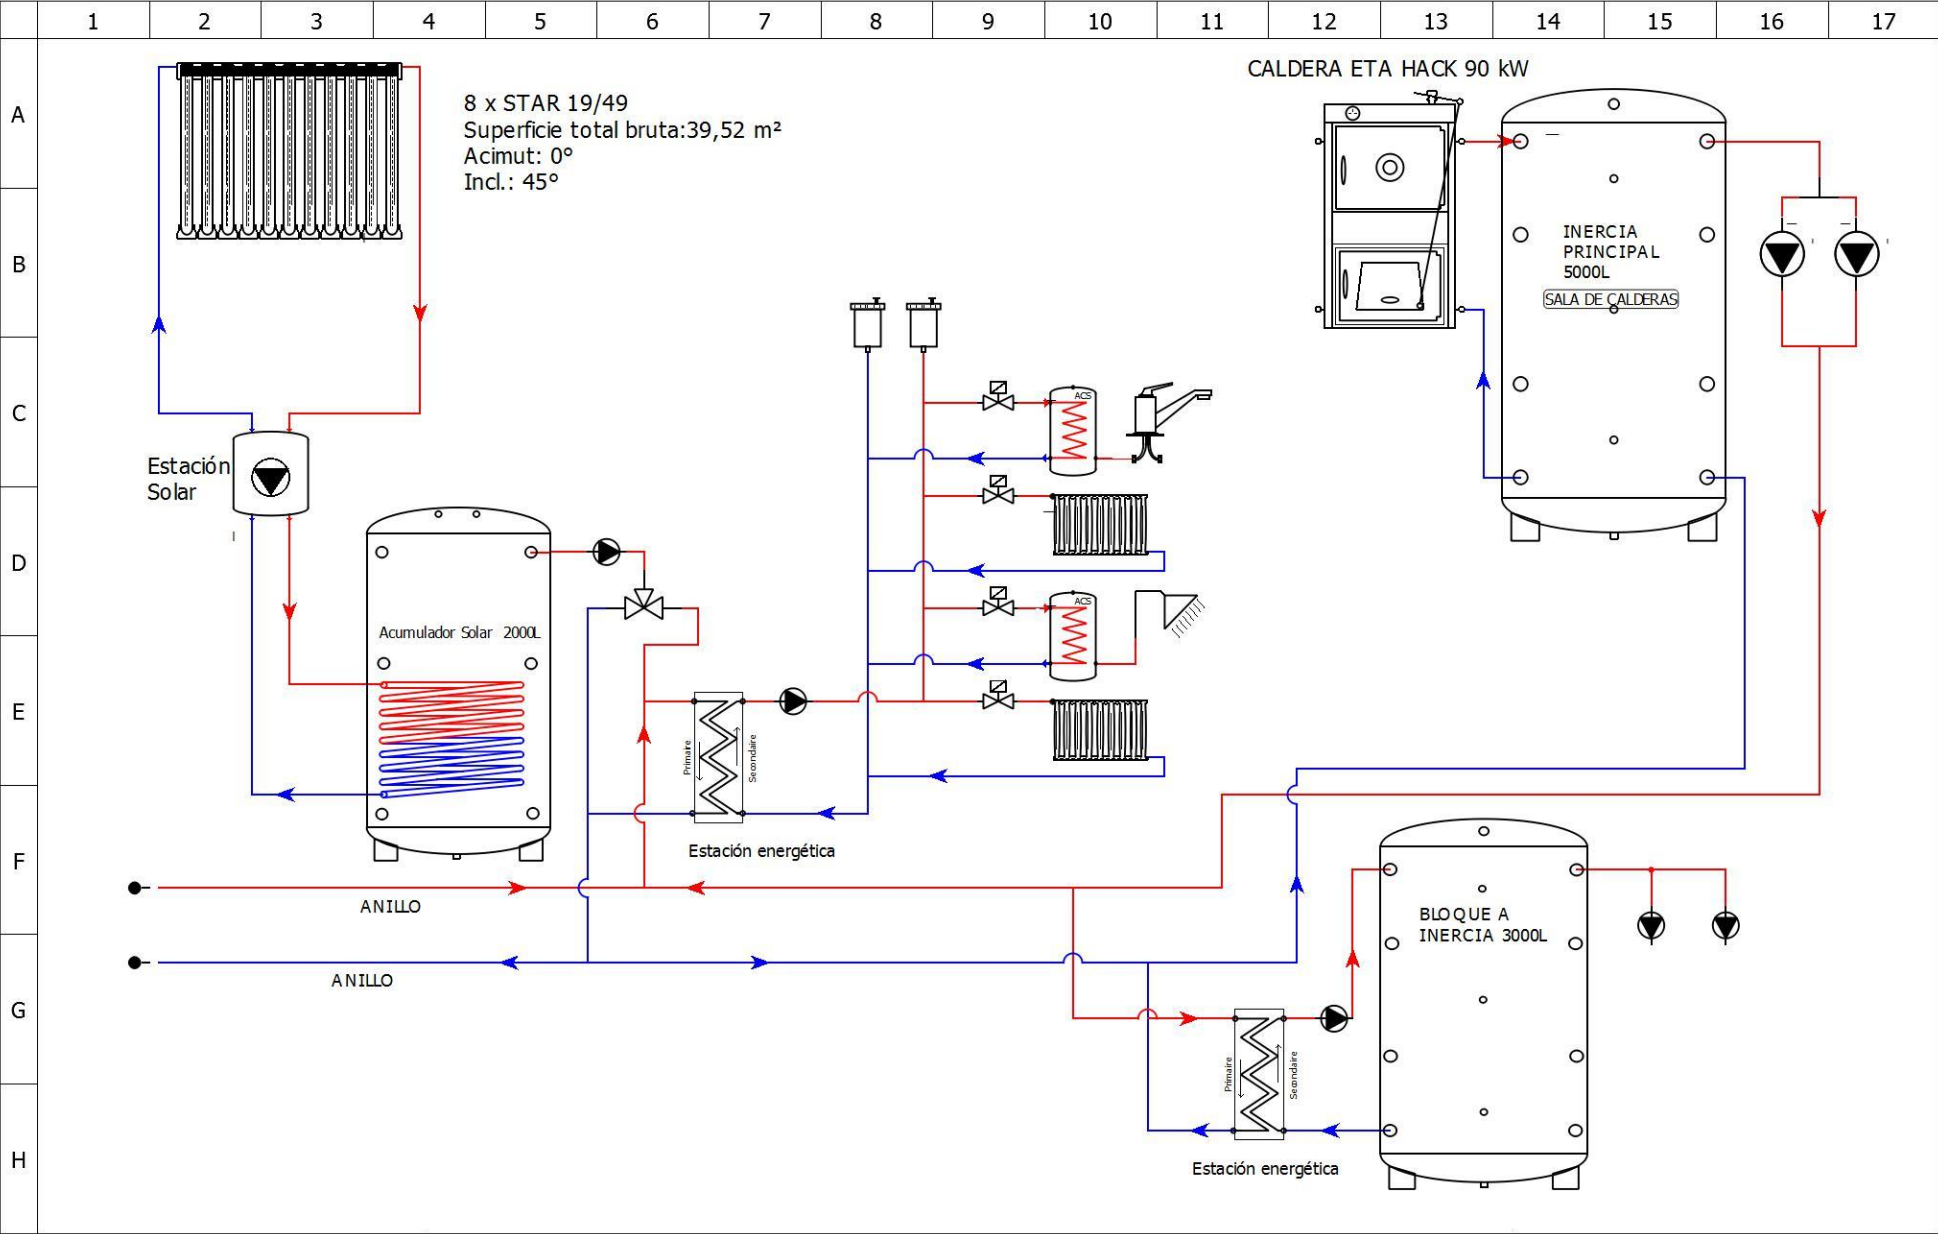 1 2 3 4 5 6 7 8 9 10 11 12 13 14 15 16 17
A
B
C
D
E
F
G
H
8 x STAR 19/49
Superficie total bruta:39,52 m²
Acimut: 0°
Incl.: 45°
CALDERA ETA HACK 90 kW
INERCIA
PRINCIPAL
5000L
SALA DE CALDERAS
Estación
Solar
ACS
Acumulador Solar 2000L
ACS
Primaire
Secondaire
Estación energética
ANILLO
ANILLO
BLOQUE A
INERCIA 3000L
Primaire
Secondaire
Estación energética